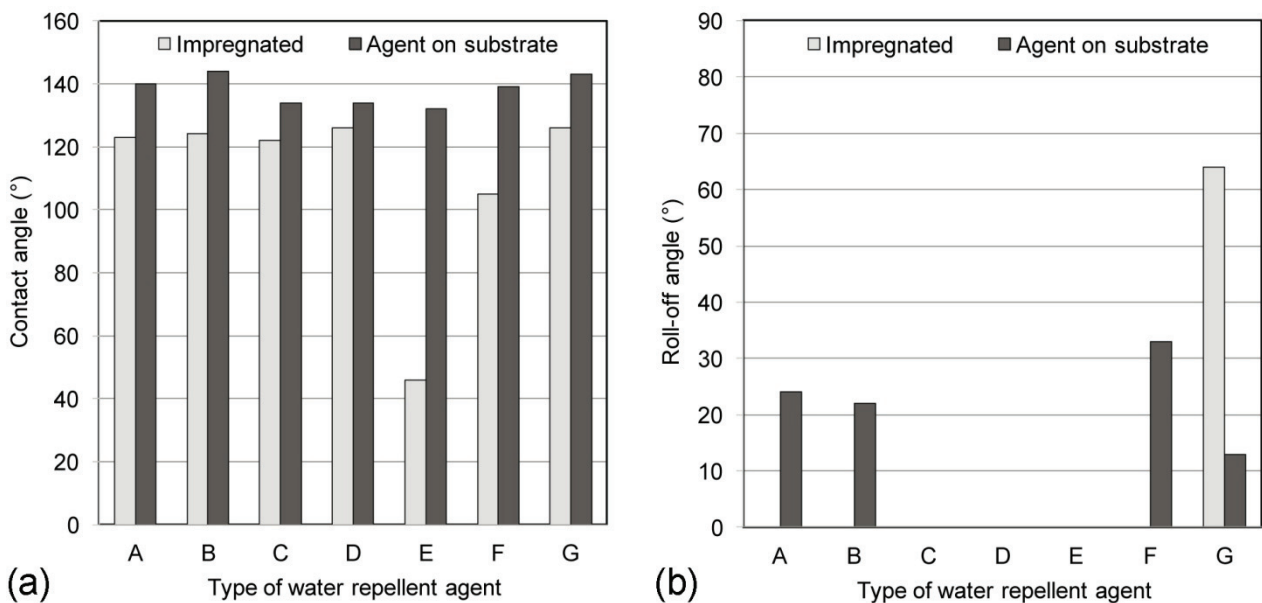 160
140
120
100
80
60
40
20
0
Contact angle (°)
Impregnated
Agent on substrate
A B C D E F G
Type of water repellent agent
(a)
90
80
70
60
50
40
30
20
10
0
Roll-off angle (°)
Impregnated
Agent on substrate
A B C D E F G
Type of water repellent agent
(b)